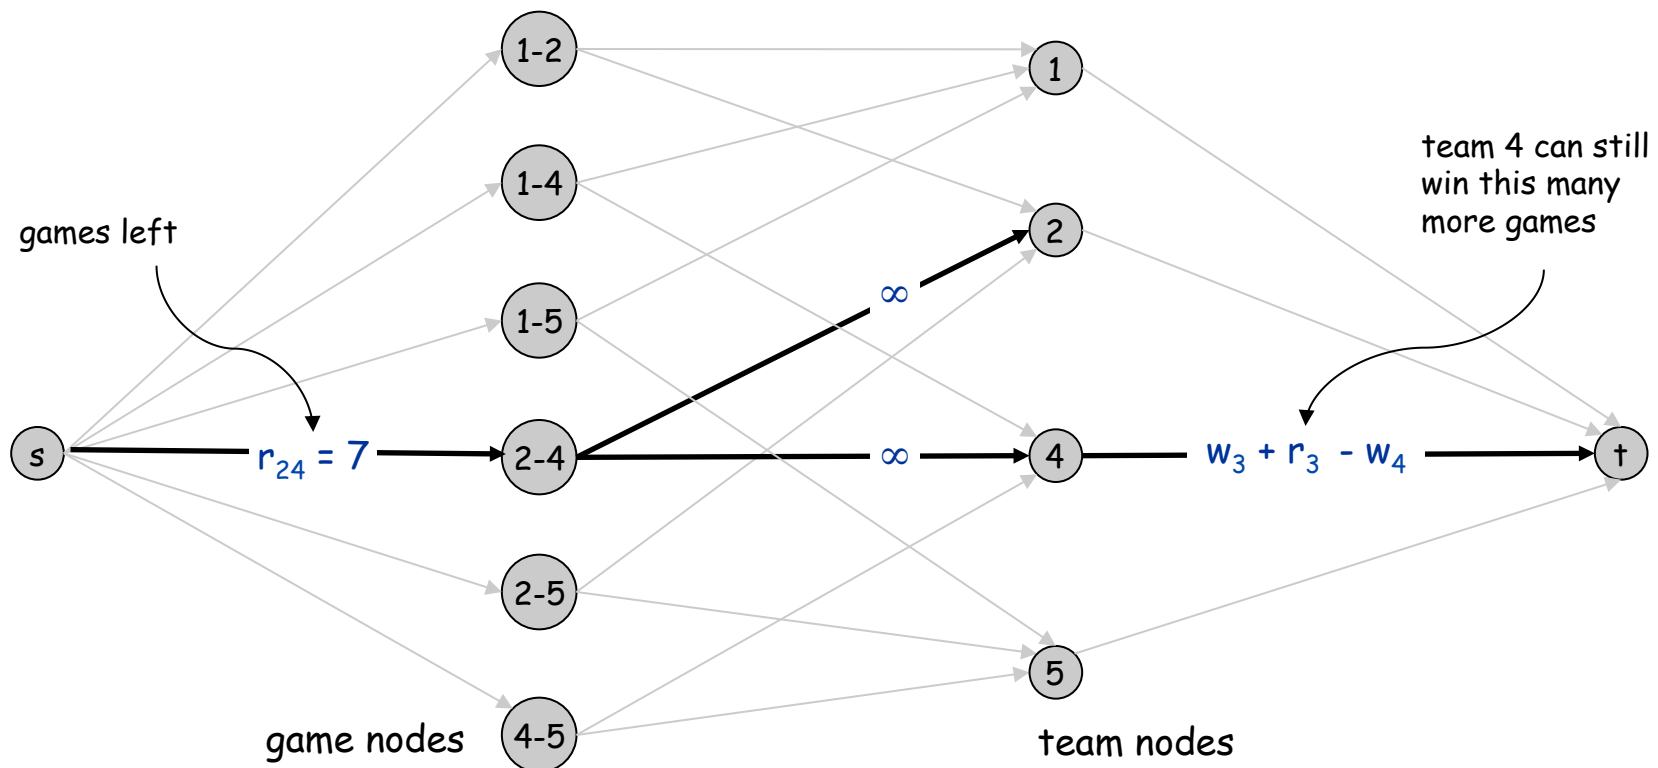 1-2
1
team 4 can still
win this many
more games
1-4
games left
2
∞
1-5
s
r₂₄ = 7
2-4
∞
4
w₃ + r₃ - w₄
t
2-5
5
4-5
game nodes
team nodes